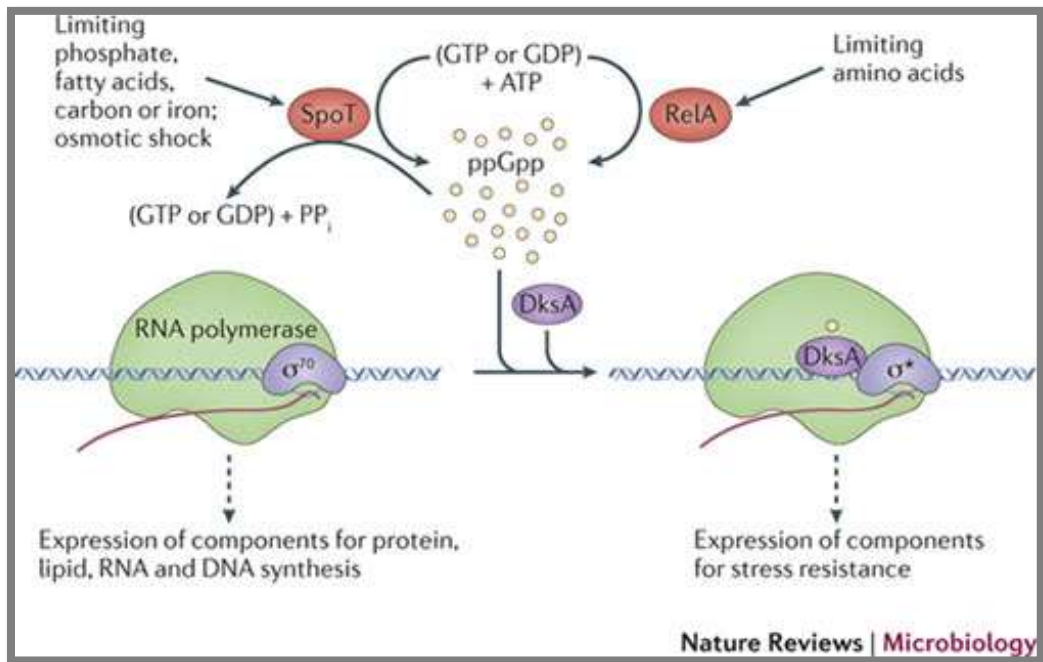 Limiting
phosphate,
fatty acids,
carbon or iron;
osmotic shock
SpoT
(GTP or GDP)
+ ATP
RelA
Limiting
amino acids
ppGpp
(GTP or GDP) + PPi
DksA
RNA polymerase
σ70
DksA
σ*
Expression of components for protein,
lipid, RNA and DNA synthesis
Expression of components
for stress resistance
Nature Reviews | Microbiology